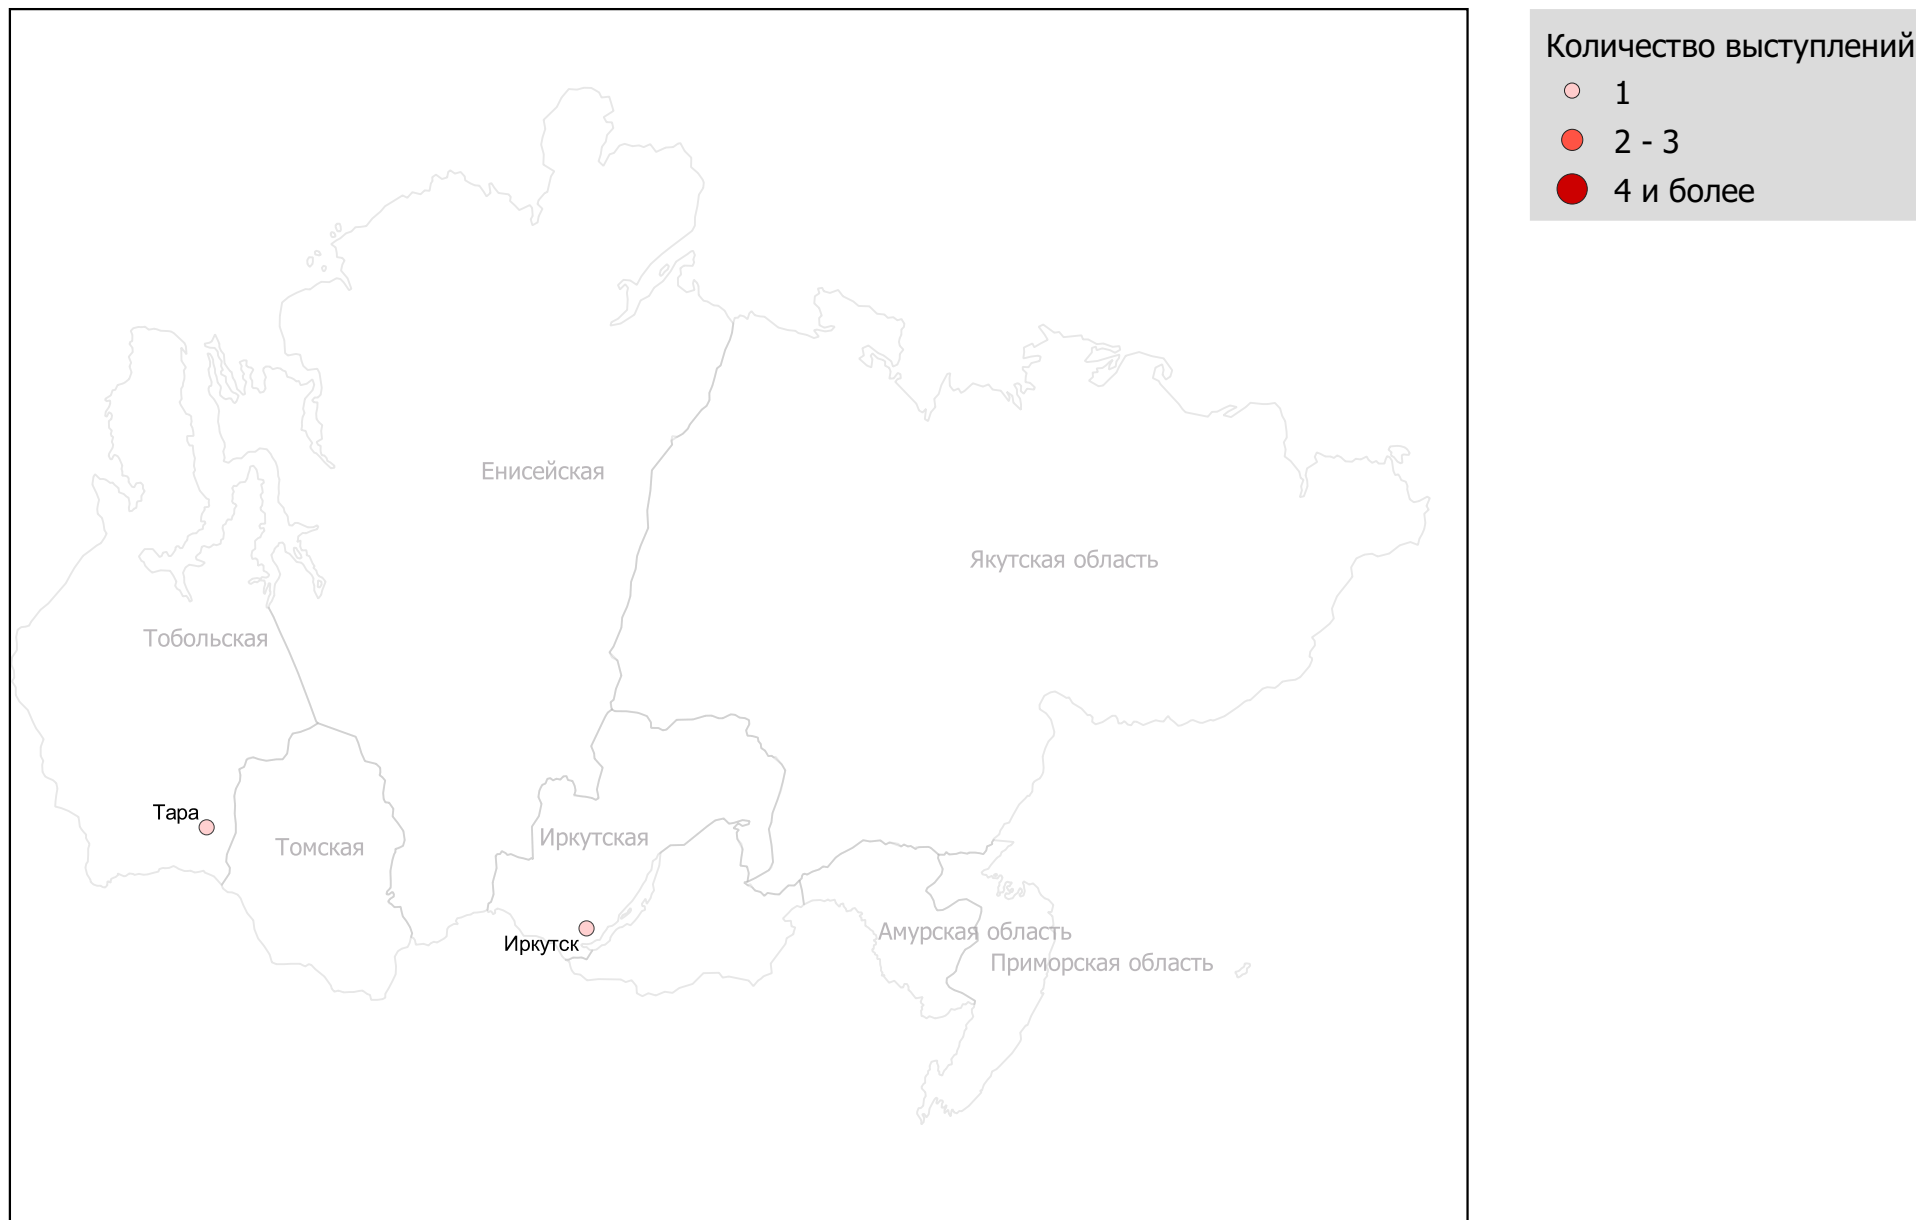 Количество выступлений
1
2 - 3
4 и более
Енисейская
Якутская область
Тобольская
Тара
Томская
Иркутская
Иркутск
Амурская область
Приморская область